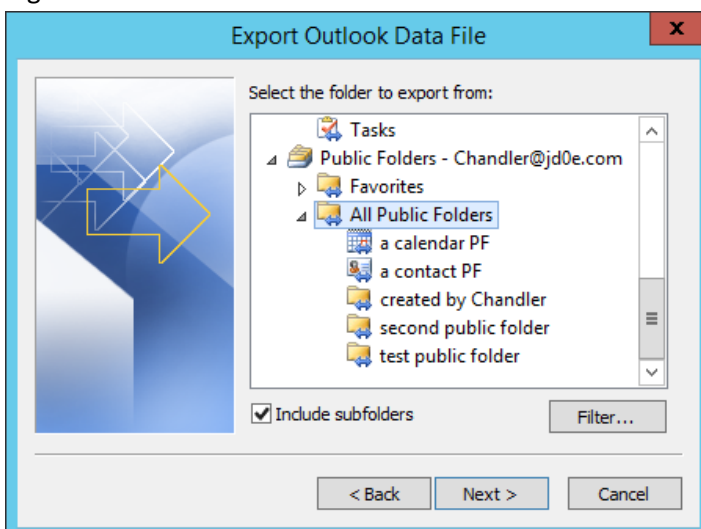 Export Outlook Data File
x
Select the folder to export from:
Tasks
Public Folders - Chandler@jd0e.com
Favorites
All Public Folders
a calendar PF
a contact PF
created by Chandler
second public folder
test public folder
Include subfolders
Filter...
< Back Next > Cancel